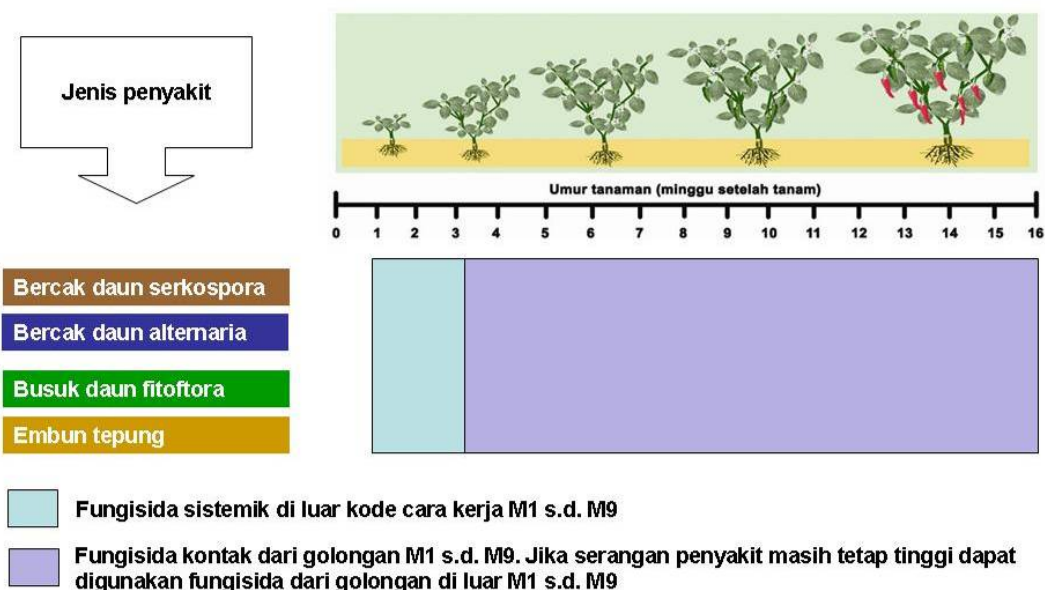 Jenis penyakit
Umur tanaman (minggu setelah tanam)
0 1 2 3 4 5 6 7 8 9 10 11 12 13 14 15 16
Bercak daun serkospora
Bercak daun alternaria
Busuk daun fitoftora
Embun tepung
Fungisida sistemik di luar kode cara kerja M1 s.d. M9
Fungisida kontak dari golongan M1 s.d. M9. Jika serangan penyakit masih tetap tinggi dapat
digunakan fungisida dari golongan di luar M1 s.d. M9